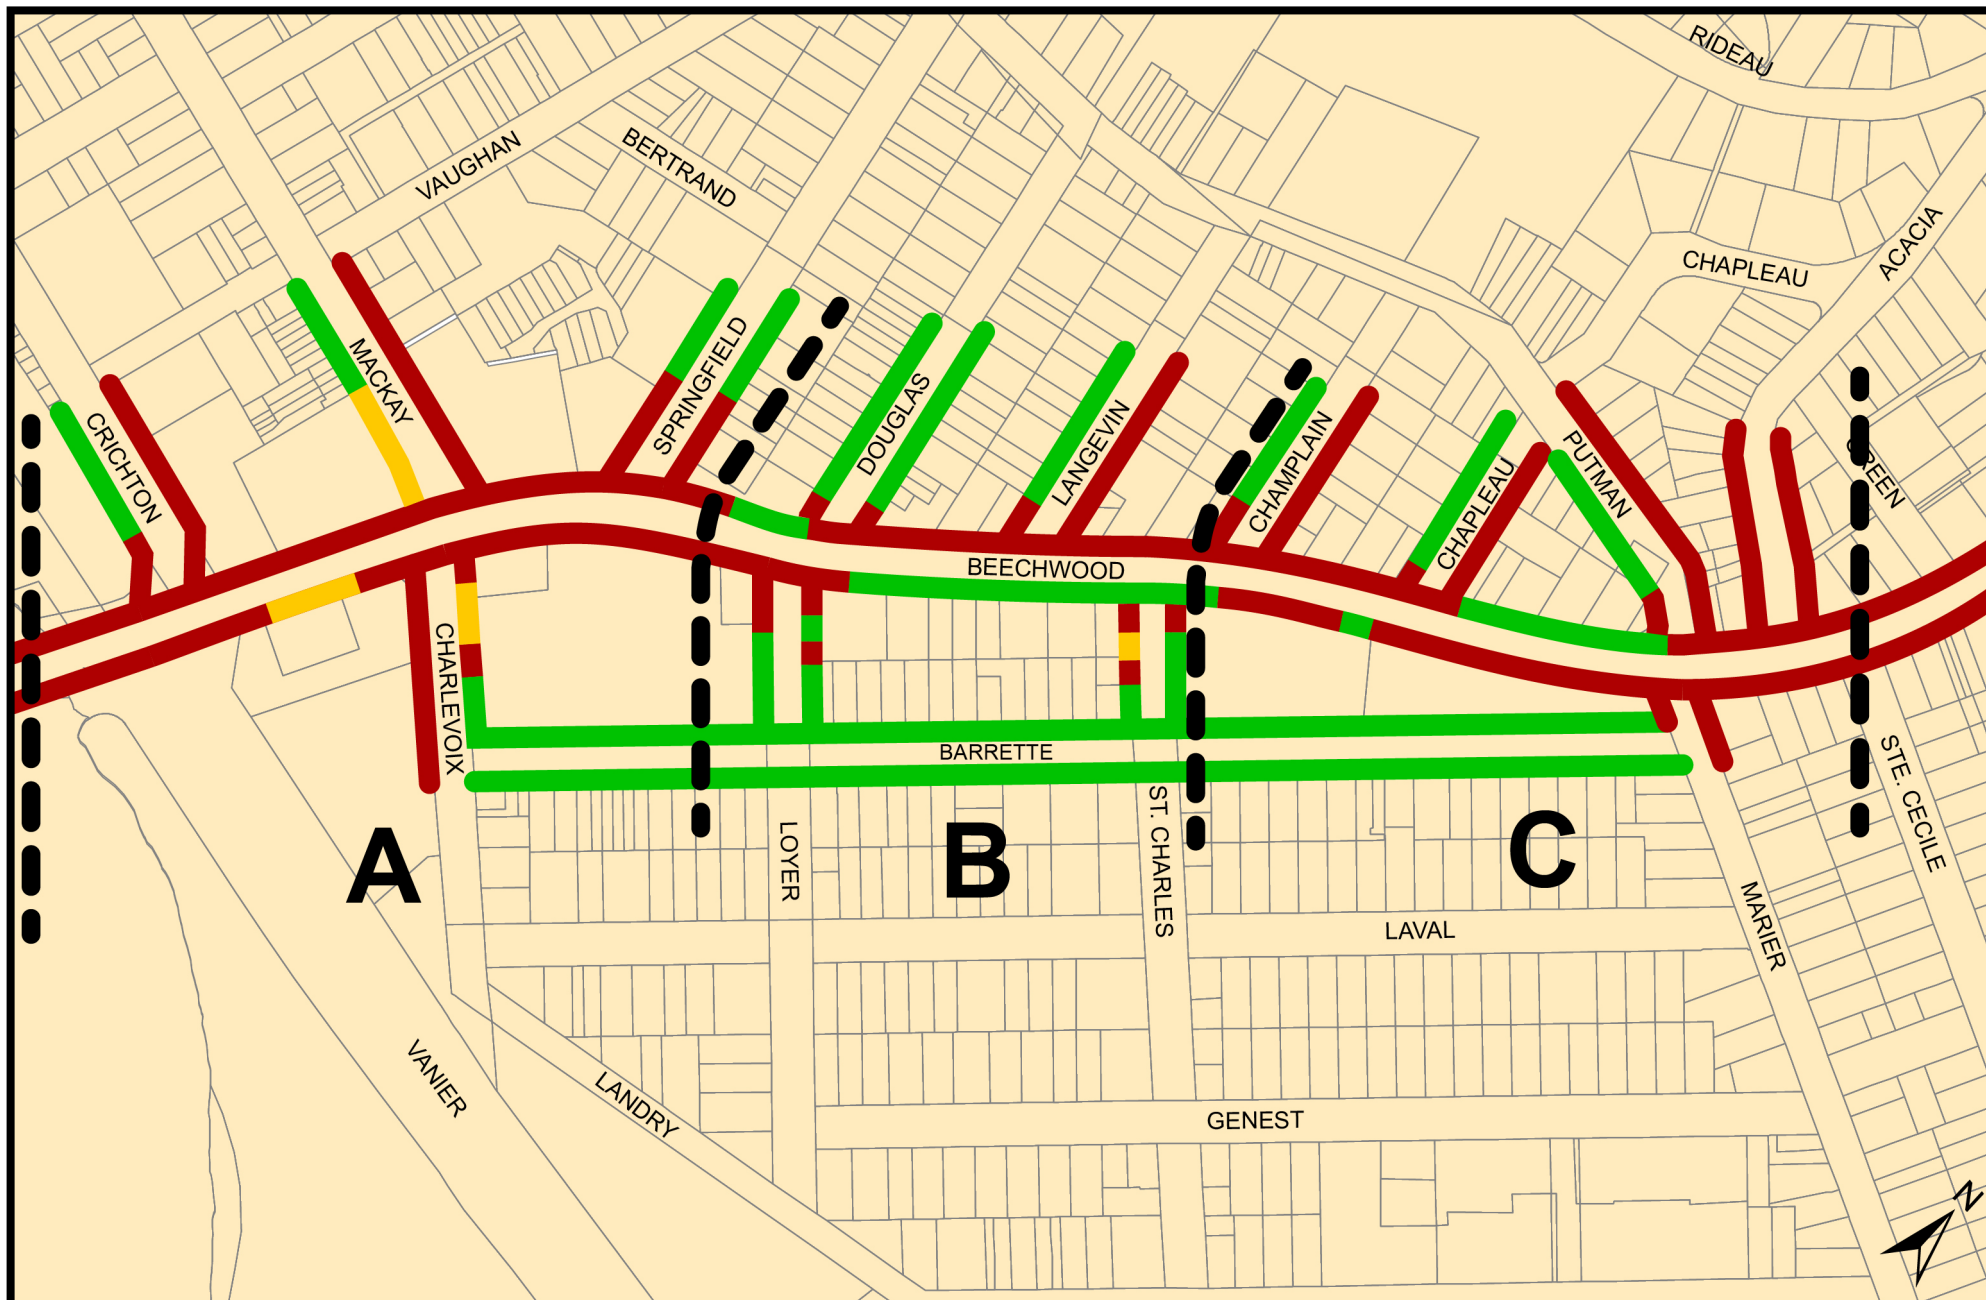 RIDEAU
VAUGHAN
BERTRAND
ACACIA
CHAPLEAU
MACKAY
SPRINGFIELD
CRICHTON
DOUGLAS
LANGEVIN
CHAMPLAIN
CHAPLEAU
PUTMAN
GREEN
BEECHWOOD
CHARLEVOIX
BARRETTE
STE. CECILE
LOYER
ST. CHARLES
A
B
C
MARIER
LAVAL
VANIER
LANDRY
GENEST
N